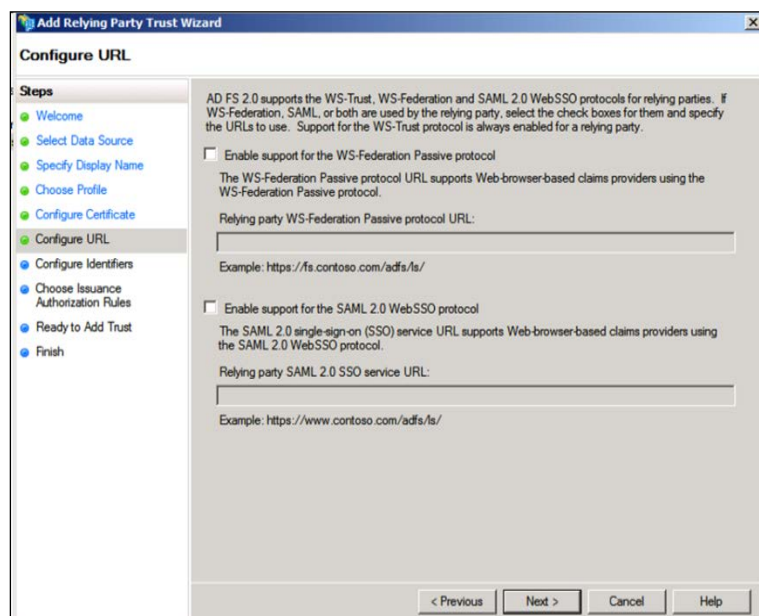 Add Relying Party Trust Wizard
Configure URL
Steps
Welcome
Select Data Source
Specify Display Name
Choose Profile
Configure Certificate
Configure URL
Configure Identifiers
Choose Issuance
Authorization Rules
Ready to Add Trust
Finish
AD FS 2.0 supports the WS-Trust, WS-Federation and SAML 2.0 WebSSO protocols for relying parties. If
WS-Federation, SAML, or both are used by the relying party, select the check boxes for them and specify
the URLs to use. Support for the WS-Trust protocol is always enabled for a relying party.
Enable support for the WS-Federation Passive protocol
The WS-Federation Passive protocol URL supports Web-browser-based claims providers using the
WS-Federation Passive protocol.
Relying party WS-Federation Passive protocol URL:
Example: https://fs.contoso.com/adfs/ls/
Enable support for the SAML 2.0 WebSSO protocol
The SAML 2.0 single-sign-on (SSO) service URL supports Web-browser-based claims providers using
the SAML 2.0 WebSSO protocol.
Relying party SAML 2.0 SSO service URL:
Example: https://www.contoso.com/adfs/ls/
< Previous
Next >
Cancel
Help